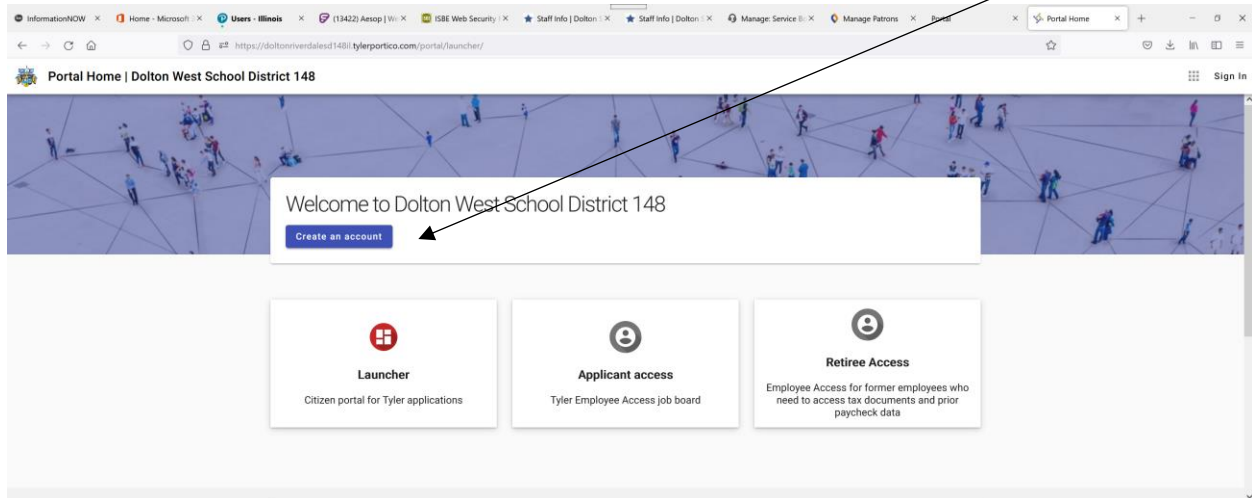 InformationNOW
Home - Microsoft
Users - Illinois
(13422) Aesop | W
ISBE Web Security
Staff Info | Dolton
Staff Info | Dolton
Manage: Service B
Manage Patrons
Portal
Portal Home
https://doltonriverdalesd148il.tylerportico.com/portal/launcher/
Portal Home | Dolton West School District 148
Sign In
Welcome to Dolton West School District 148
Create an account
Launcher
Citizen portal for Tyler applications
Applicant access
Tyler Employee Access job board
Retiree Access
Employee Access for former employees who
need to access tax documents and prior
paycheck data